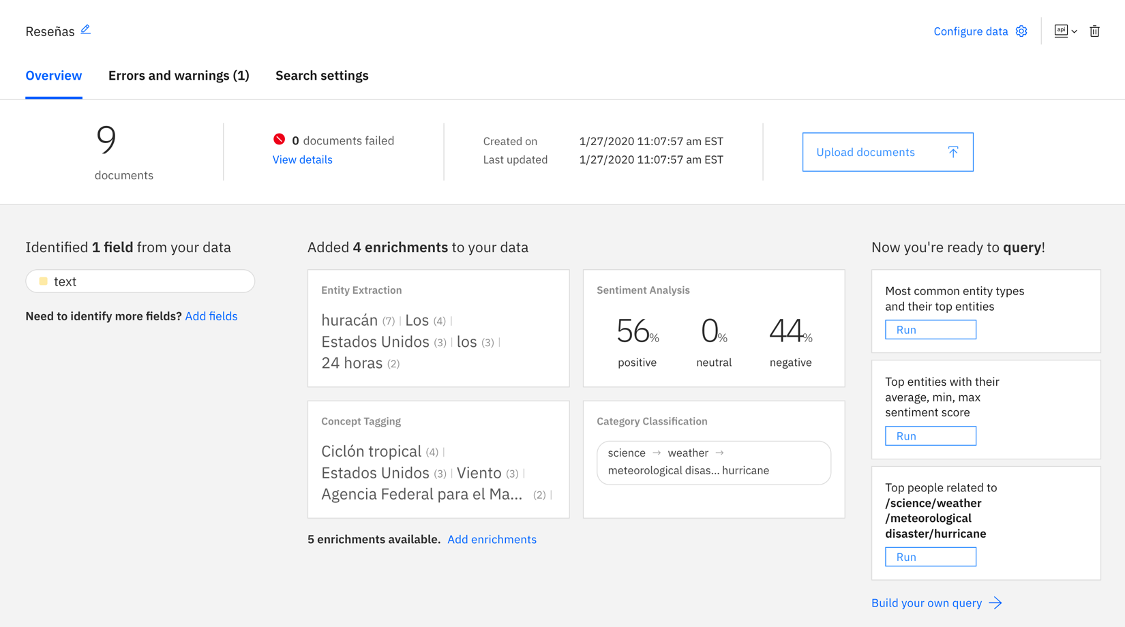 Reseñas
Configure data
api
Overview
Errors and warnings (1)
Search settings
9
documents
0 documents failed
View details
Created on 1/27/2020 11:07:57 am EST
Last updated 1/27/2020 11:07:57 am EST
Upload documents
Identified 1 field from your data
text
Need to identify more fields? Add fields
Added 4 enrichments to your data
Entity Extraction
huracán (7) | Los (4) |
Estados Unidos (3) | los (3) |
24 horas (2)
Sentiment Analysis
56% 0% 44%
positive neutral negative
Concept Tagging
Ciclón tropical (4) |
Estados Unidos (3) | Viento (3) |
Agencia Federal para el Ma... (2) |
Category Classification
science → weather →
meteorological disas... hurricane
5 enrichments available. Add enrichments
Now you're ready to query!
Most common entity types
and their top entities
Run
Top entities with their
average, min, max
sentiment score
Run
Top people related to
/science/weather
/meteorological
disaster/hurricane
Run
Build your own query →